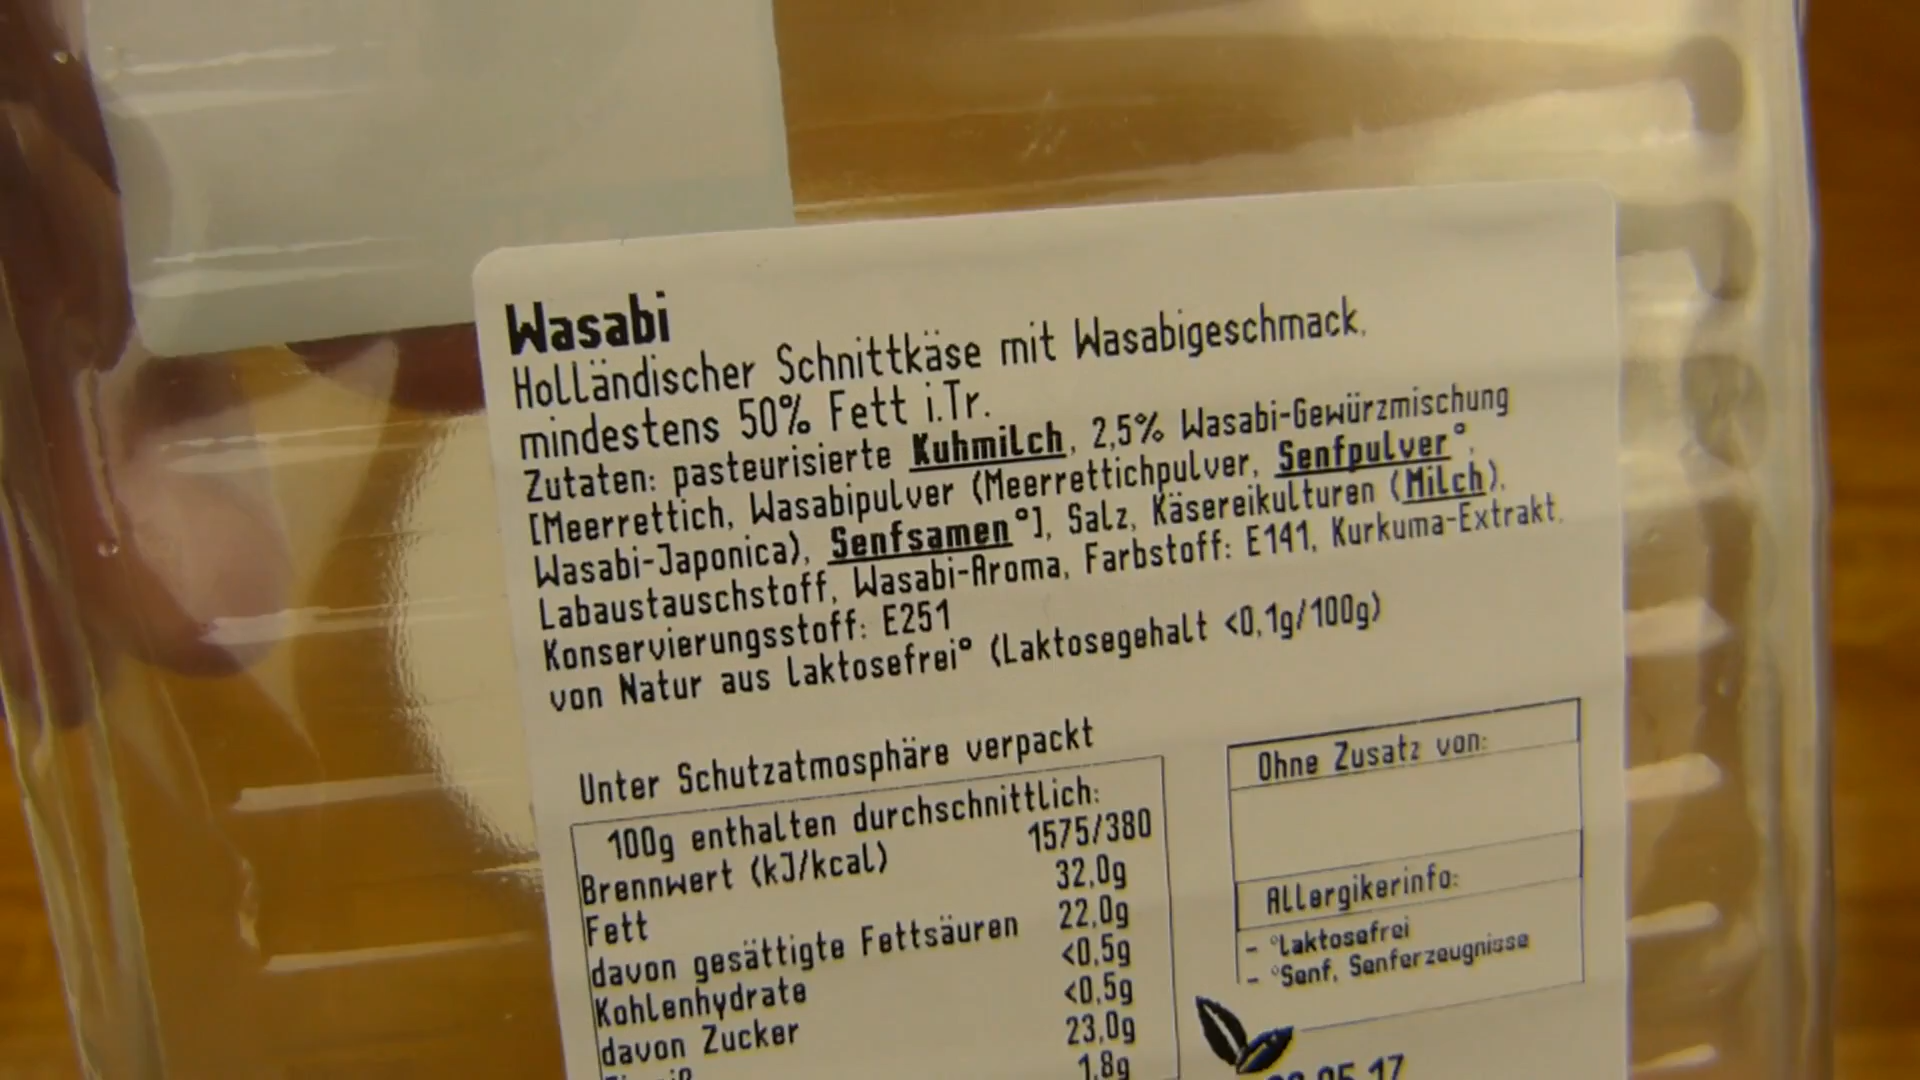 Wasabi
Holländischer Schnittkäse mit Wasabigeschmack,
mindestens 50% Fett i.Tr.
Zutaten: pasteurisierte Kuhmilch, 2,5% Wasabi-Gewürzmischung
[Meerrettich, Wasabipulver (Meerrettichpulver, Senfpulver°,
Wasabi-Japonica), Senfsamen°], Salz, Käsereikulturen (Milch),
Labaustauschstoff, Wasabi-Aroma, Farbstoff: E141, Kurkuma-Extrakt,
Konservierungsstoff: E251
von Natur aus Laktosefrei° (Laktosegehalt <0,1g/100g)
Unter Schutzatmosphäre verpackt
100g enthalten durchschnittlich:
Brennwert (kJ/kcal) 1575/380
Fett 32,0g
davon gesättigte Fettsäuren 22,0g
Kohlenhydrate <0,5g
davon Zucker <0,5g
23,0g
1,8g
Ohne Zusatz von:
Allergikerinfo:
- °Laktosefrei
- °Senf, Senferzeugnisse
05.17